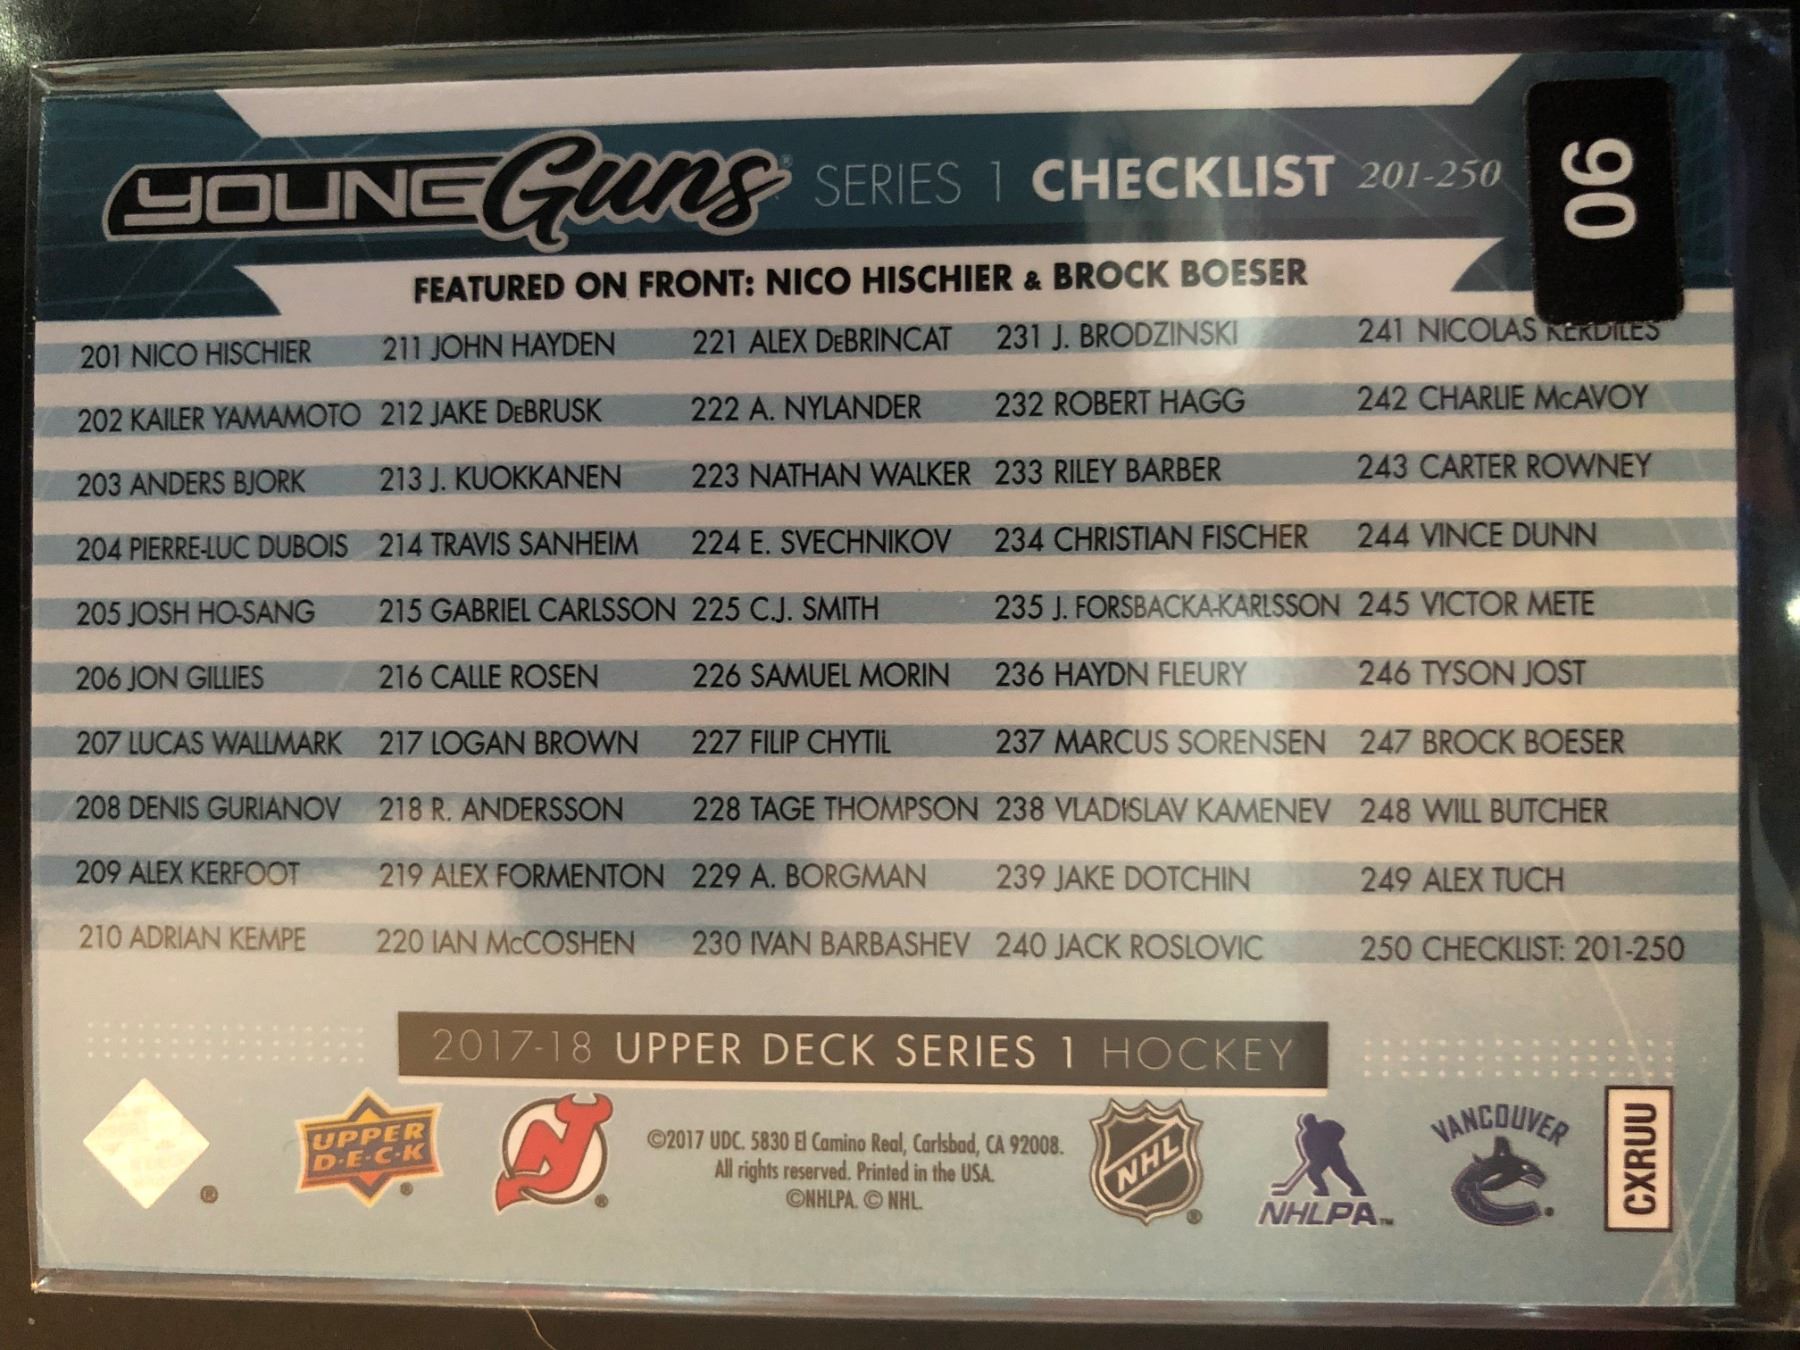 YOUNG Guns® SERIES 1 CHECKLIST 201-250
06
FEATURED ON FRONT: NICO HISCHIER & BROCK BOESER
201 NICO HISCHIER
202 KAILER YAMAMOTO
203 ANDERS BJORK
204 PIERRE-LUC DUBOIS
205 JOSH HO-SANG
206 JON GILLIES
207 LUCAS WALLMARK
208 DENIS GURIANOV
209 ALEX KERFOOT
210 ADRIAN KEMPE
211 JOHN HAYDEN
212 JAKE DEBRUSK
213 J. KUOKKANEN
214 TRAVIS SANHEIM
215 GABRIEL CARLSSON
216 CALLE ROSEN
217 LOGAN BROWN
218 R. ANDERSSON
219 ALEX FORMENTON
220 IAN McCOSHEN
221 ALEX DEBRINCAT
222 A. NYLANDER
223 NATHAN WALKER
224 E. SVECHNIKOV
225 C.J. SMITH
226 SAMUEL MORIN
227 FILIP CHYTIL
228 TAGE THOMPSON
229 A. BORGMAN
230 IVAN BARBASHEV
231 J. BRODZINSKI
232 ROBERT HAGG
233 RILEY BARBER
234 CHRISTIAN FISCHER
235 J. FORSBACKA-KARLSSON
236 HAYDN FLEURY
237 MARCUS SORENSEN
238 VLADISLAV KAMENEV
239 JAKE DOTCHIN
240 JACK ROSLOVIC
241 NICOLAS KERDILES
242 CHARLIE McAVOY
243 CARTER ROWNEY
244 VINCE DUNN
245 VICTOR METE
246 TYSON JOST
247 BROCK BOESER
248 WILL BUTCHER
249 ALEX TUCH
250 CHECKLIST: 201-250
2017-18 UPPER DECK SERIES 1 HOCKEY
®
UPPER
D·E·C·K
®
®
©2017 UDC. 5830 El Camino Real, Carlsbad, CA 92008.
All rights reserved. Printed in the USA.
©NHLPA. © NHL.
NHL
®
NHLPA™
VANCOUVER
®
CXRUU